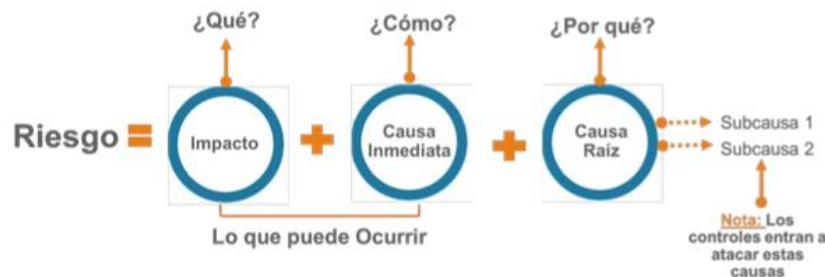 ¿Qué?
¿Cómo?
¿Por qué?
Riesgo =
Impacto
+
Causa
Inmediata
+
Causa
Raíz
Subcausa 1
Subcausa 2
Lo que puede Ocurrir
Nota: Los
controles entran a
atacar estas
causas